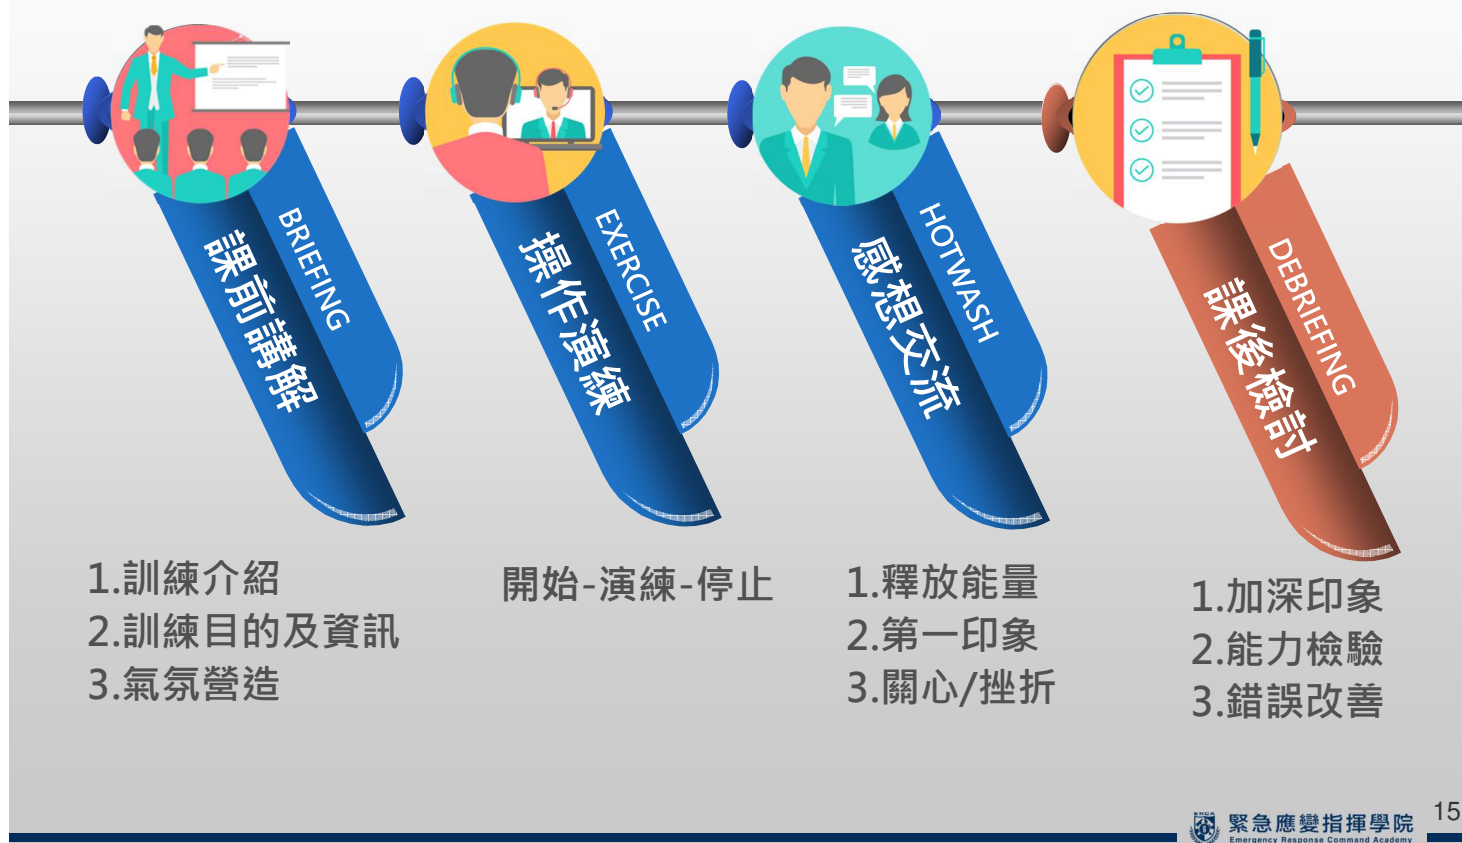 BRIEFING
課前講解
1.訓練介紹
2.訓練目的及資訊
3.氣氛營造
EXERCISE
操作演練
開始-演練-停止
HOTWASH
感想交流
1.釋放能量
2.第一印象
3.關心/挫折
DEBRIEFING
課後檢討
1.加深印象
2.能力檢驗
3.錯誤改善
緊急應變指揮學院
Emergency Response Command Academy
15